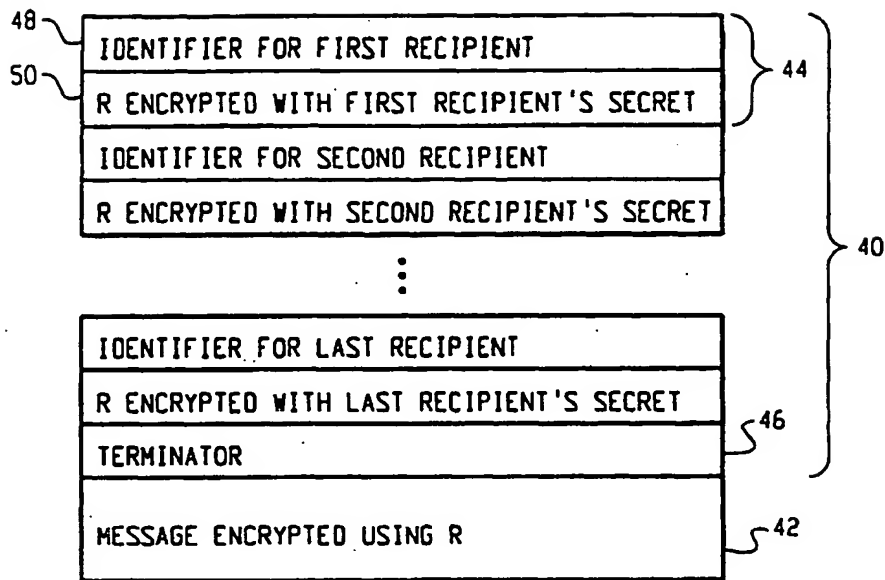 48
IDENTIFIER FOR FIRST RECIPIENT
50
R ENCRYPTED WITH FIRST RECIPIENT'S SECRET
44
IDENTIFIER FOR SECOND RECIPIENT
R ENCRYPTED WITH SECOND RECIPIENT'S SECRET
40
IDENTIFIER FOR LAST RECIPIENT
R ENCRYPTED WITH LAST RECIPIENT'S SECRET
46
TERMINATOR
MESSAGE ENCRYPTED USING R
42